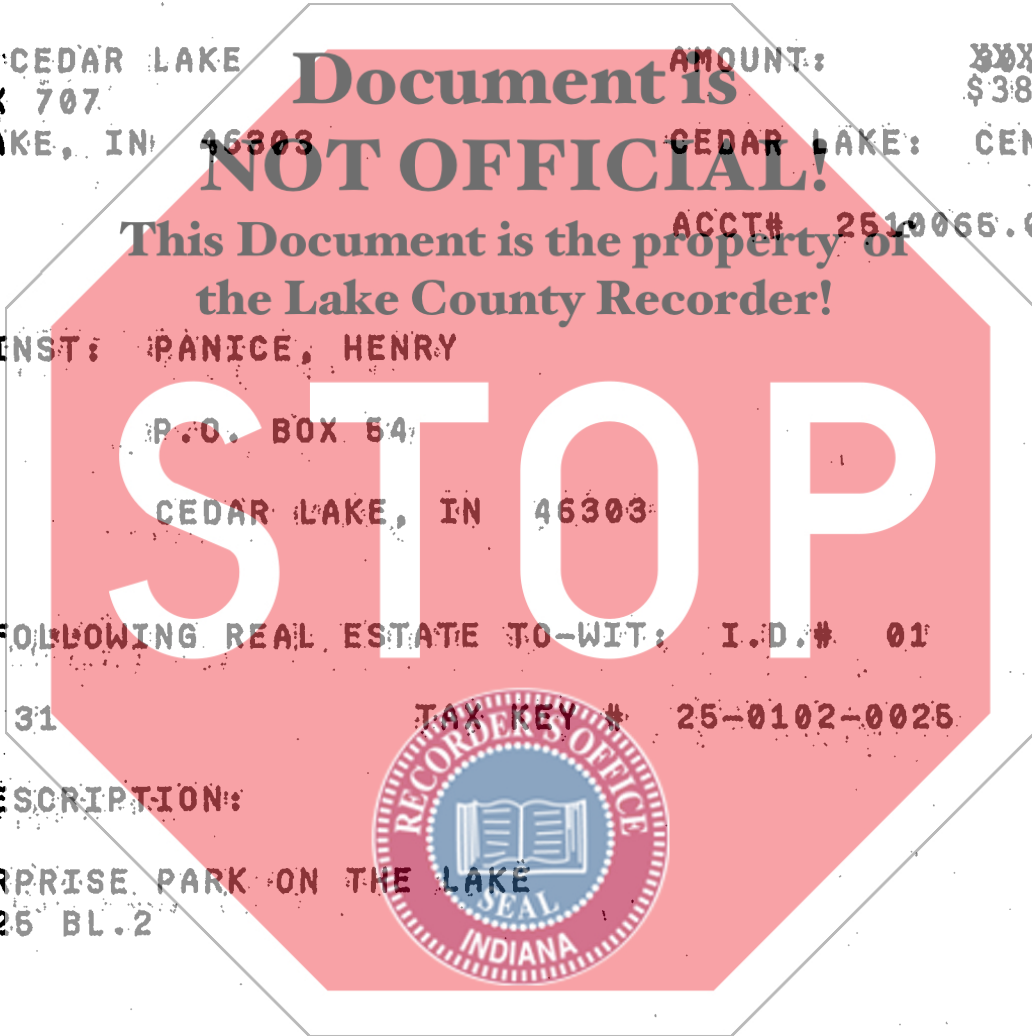 CEDAR LAKE AMOUNT:
707 $38
KE, IN 46303 CEDAR LAKE: CEN
ACCT# 2510065.0
Document is
NOT OFFICIAL!
This Document is the property of
the Lake County Recorder!
INST: PANICE, HENRY
P.O. BOX 54
CEDAR LAKE, IN 46303
STOP
FOLLOWING REAL ESTATE TO-WIT: I.D.# 01
31 TAX KEY # 25-0102-0025
ESCRIPTION:
RPRISE PARK ON THE LAKE
25 BL.2
RECORDER'S OFFICE
SEAL
INDIANA